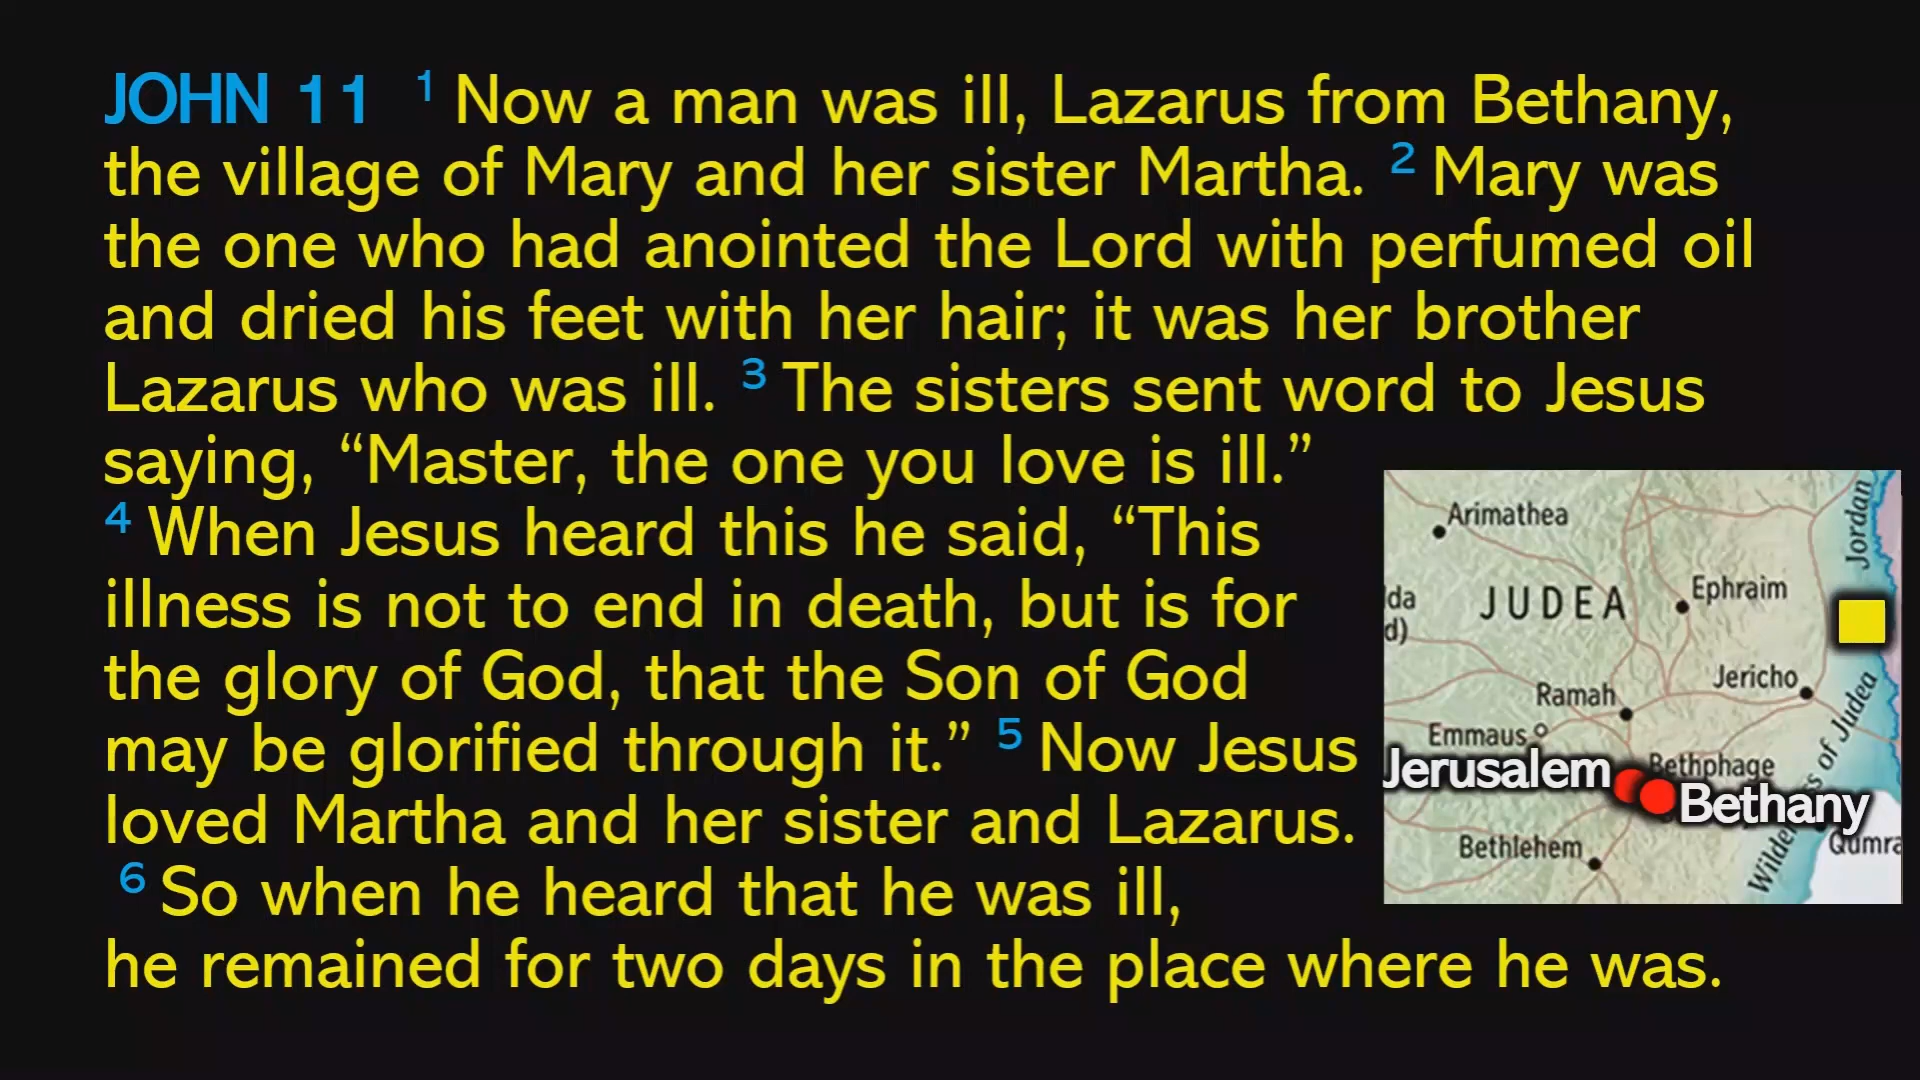 JOHN 11 1 Now a man was ill, Lazarus from Bethany,
the village of Mary and her sister Martha. 2 Mary was
the one who had anointed the Lord with perfumed oil
and dried his feet with her hair; it was her brother
Lazarus who was ill. 3 The sisters sent word to Jesus
saying, “Master, the one you love is ill.”
4 When Jesus heard this he said, “This
illness is not to end in death, but is for
the glory of God, that the Son of God
may be glorified through it.” 5 Now Jesus
loved Martha and her sister and Lazarus.
6 So when he heard that he was ill,
he remained for two days in the place where he was.
Arimathea
Jordan
JUDEA
Ephraim
da
d)
Jericho
Ramah
Emmaus
Jerusalem
Bethphage
Bethany
Bethlehem
of Judea
Qumra